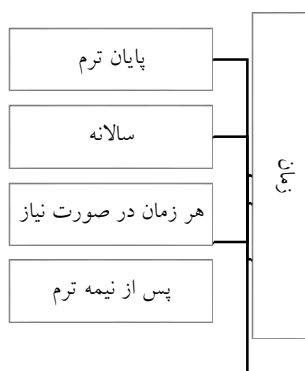 زمان
پایان ترم
سالانه
هر زمان در صورت نیاز
پس از نیمه ترم